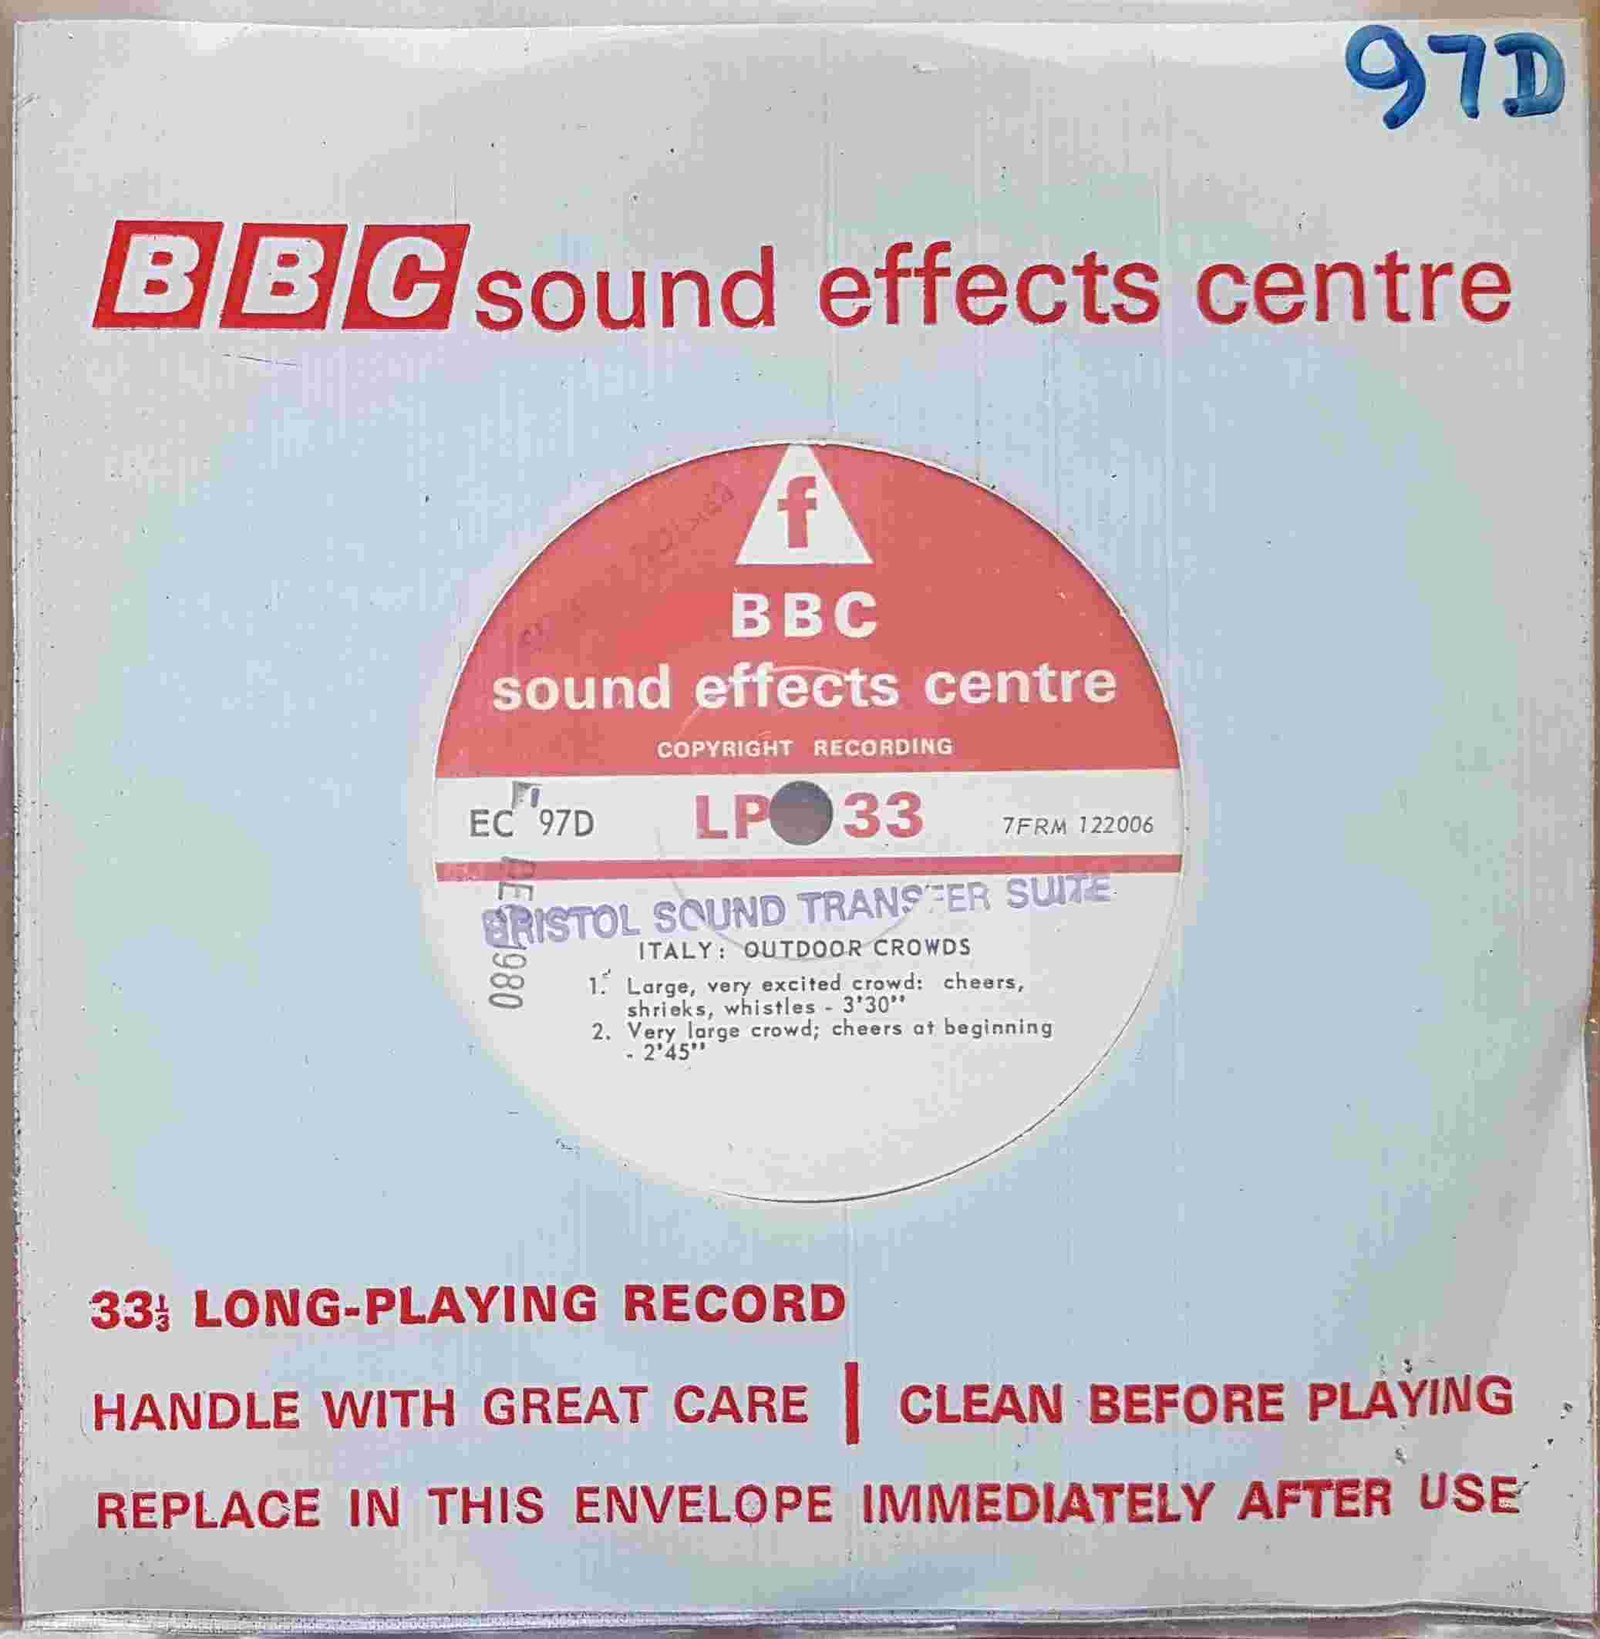 97D
BBC sound effects centre
f
BBC
sound effects centre
COPYRIGHT RECORDING
EC 97D LP 33 7FRM 122006
BRISTOL SOUND TRANSFER SUITE
1980
ITALY: OUTDOOR CROWDS
1. Large, very excited crowd: cheers,
shrieks, whistles - 3'30"
2. Very large crowd; cheers at beginning
- 2'45"
33⅓ LONG-PLAYING RECORD
HANDLE WITH GREAT CARE | CLEAN BEFORE PLAYING
REPLACE IN THIS ENVELOPE IMMEDIATELY AFTER USE